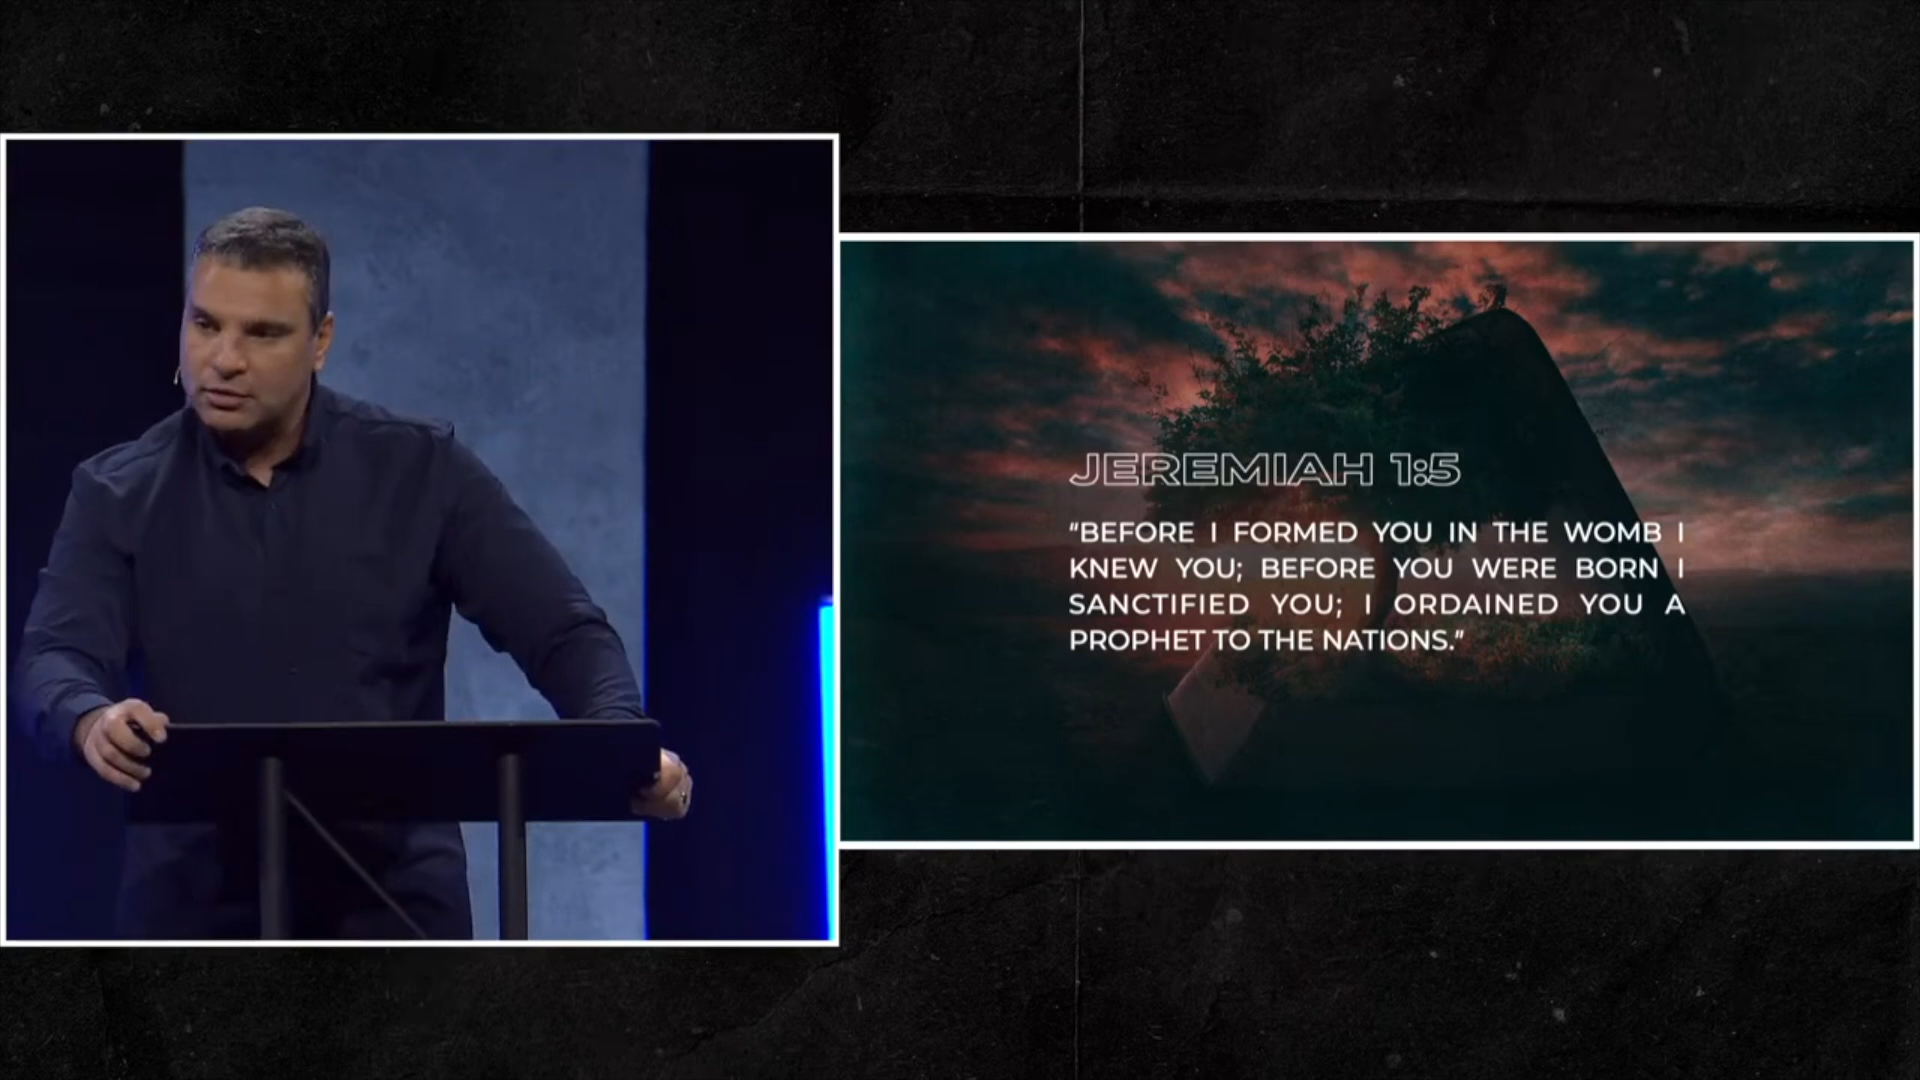 JEREMIAH 1:5
“BEFORE I FORMED YOU IN THE WOMB I
KNEW YOU; BEFORE YOU WERE BORN I
SANCTIFIED YOU; I ORDAINED YOU A
PROPHET TO THE NATIONS.”